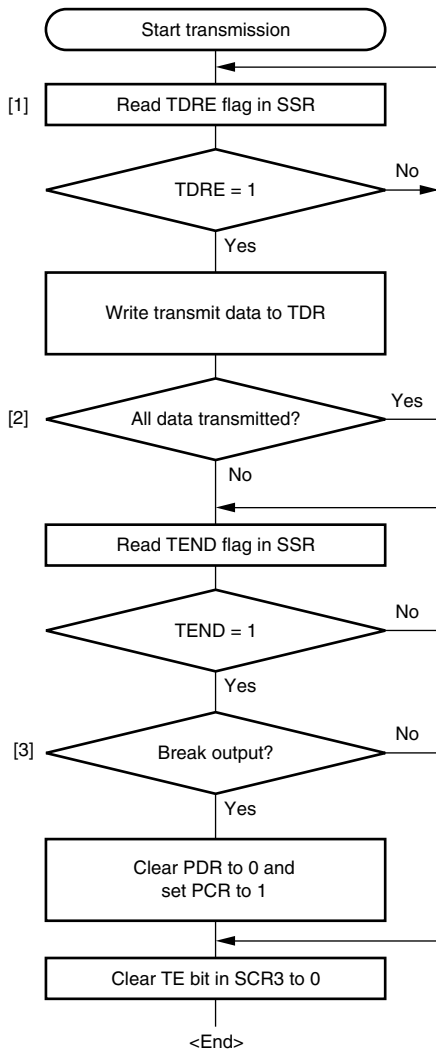 Start transmission
[1] Read TDRE flag in SSR
TDRE = 1
No
Yes
Write transmit data to TDR
[2] All data transmitted?
Yes
No
Read TEND flag in SSR
TEND = 1
No
Yes
[3] Break output?
No
Yes
Clear PDR to 0 and
set PCR to 1
Clear TE bit in SCR3 to 0
<End>